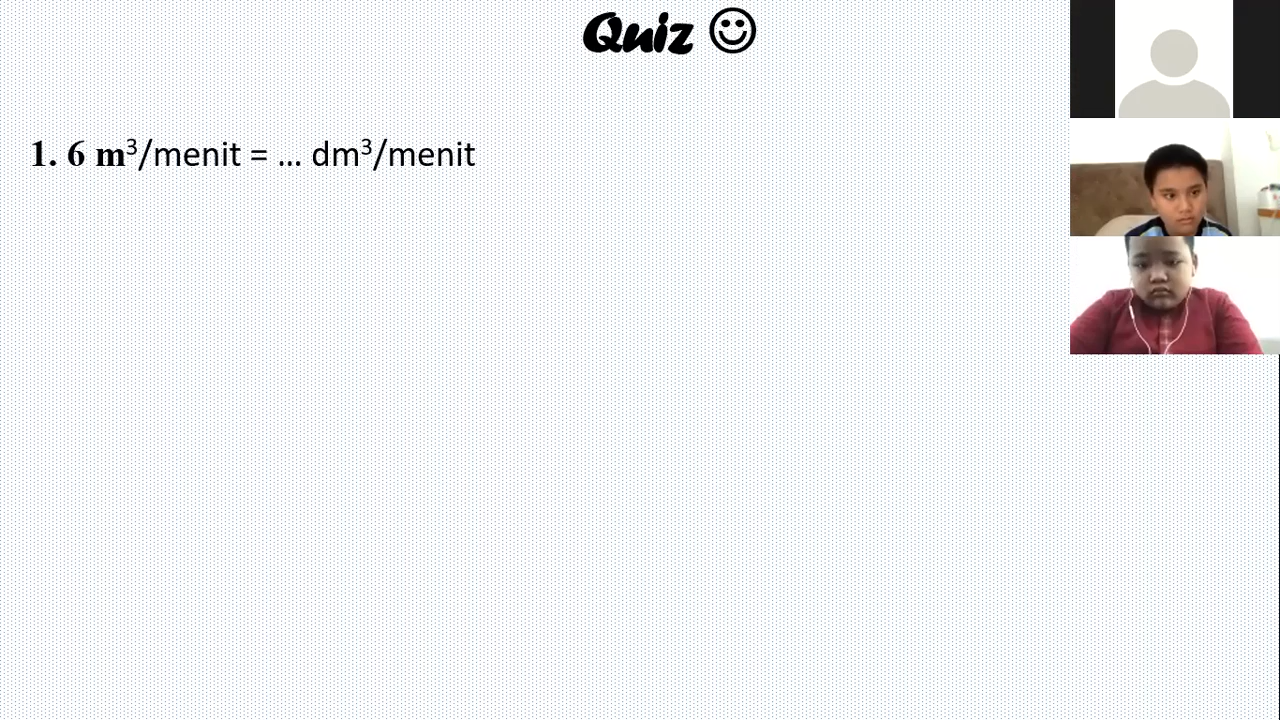 Quiz ☺
1. 6 m³/menit = ... dm³/menit